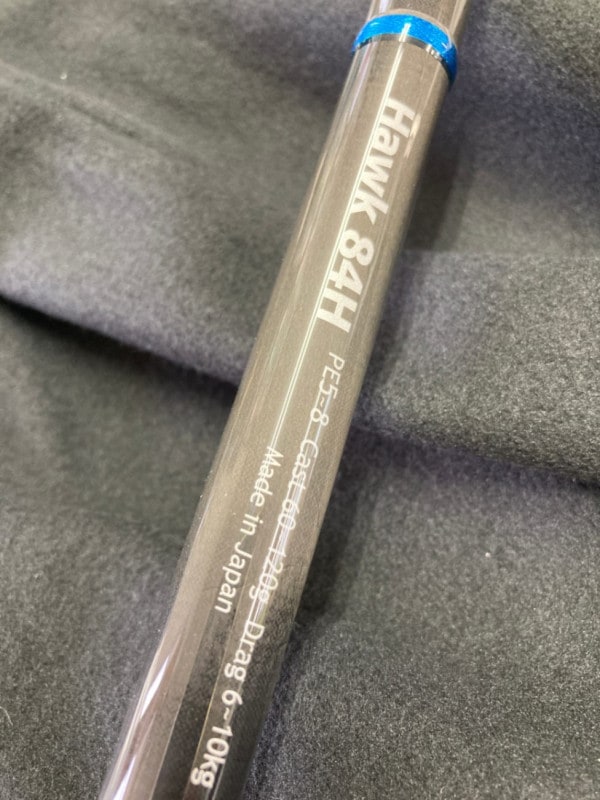 Hawk 84H PE5-8 Cast 60-120g Drag 6~10kg
Made in Japan